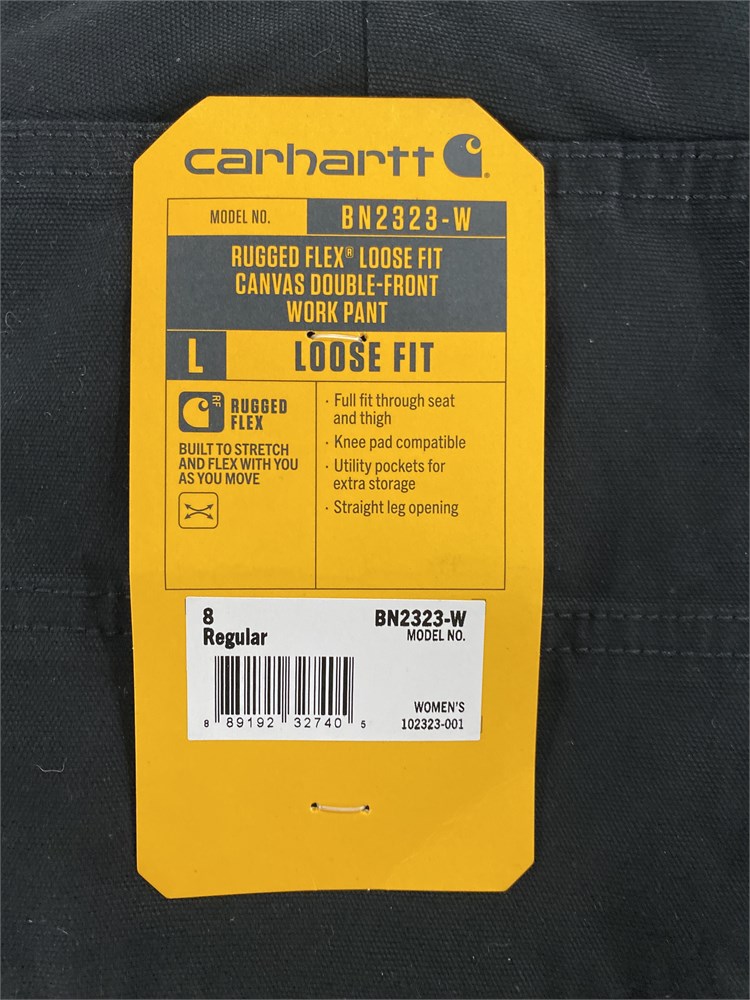 carhartt
MODEL NO. BN2323-W
RUGGED FLEX® LOOSE FIT
CANVAS DOUBLE-FRONT
WORK PANT
L LOOSE FIT
RF
RUGGED
FLEX
BUILT TO STRETCH
AND FLEX WITH YOU
AS YOU MOVE
· Full fit through seat
and thigh
· Knee pad compatible
· Utility pockets for
extra storage
· Straight leg opening
8 BN2323-W
Regular MODEL NO.
WOMEN'S
8 89192 32740 5 102323-001